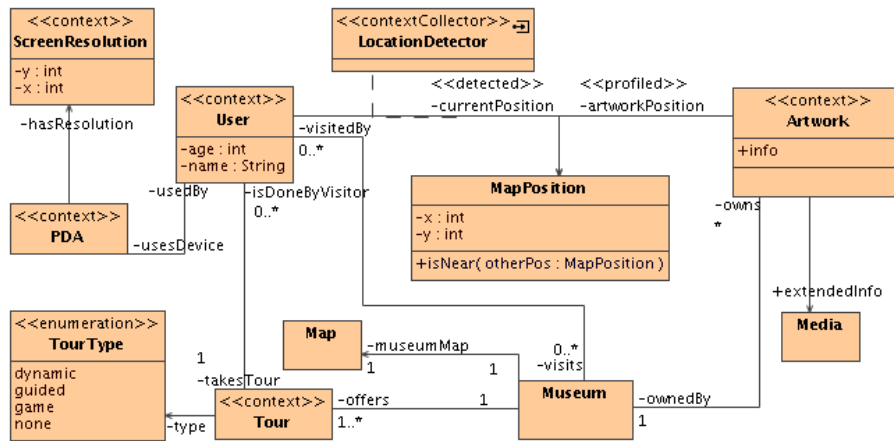 <<context>>
ScreenResolution
-y : int
-x : int
<<contextCollector>>
LocationDetector
<<detected>>
-currentPosition
<<profiled>>
-artworkPosition
<<context>>
User
-age : int
-name : String
-visitedBy
0..*
<<context>>
Artwork
+info
-hasResolution
-usedBy
-isDoneByVisitor
0..*
MapPosition
-x : int
-y : int
+isNear( otherPos : MapPosition )
-owns
*
<<context>>
PDA
-usesDevice
+extendedInfo
Media
<<enumeration>>
TourType
dynamic
guided
game
none
Map
-museumMap
1
1
0..*
-visits
1
-takesTour
<<context>>
Tour
-type
-offers
1..*
1
Museum
-ownedBy
1